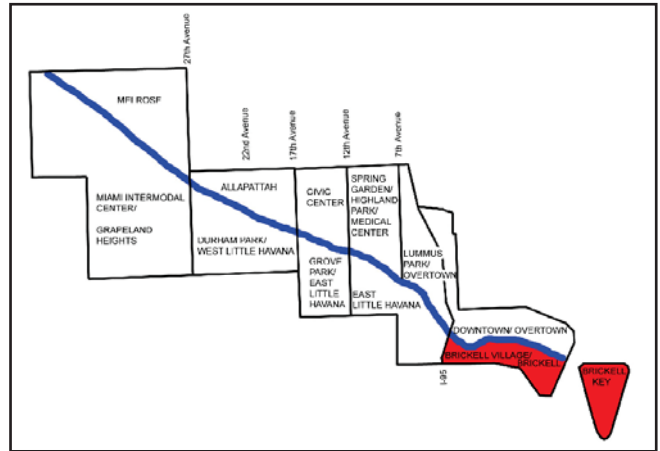 27th Avenue
MELROSE
22nd Avenue
17th Avenue
12th Avenue
7th Avenue
ALLAPATTAH
CIVIC
CENTER
SPRING
GARDEN/
HIGHLAND
PARK/
MEDICAL
CENTER
MIAMI INTERMODAL
CENTER/
GRAPELAND
HEIGHTS
DURHAM PARK/
WEST LITTLE HAVANA
GROVE
PARK/
EAST
LITTLE
HAVANA
LUMMUS
PARK/
OVERTOWN
EAST
LITTLE HAVANA
DOWNTOWN/ OVERTOWN
BRICKELL VILLAGE/
BRICKELL
I-95
BRICKELL
KEY